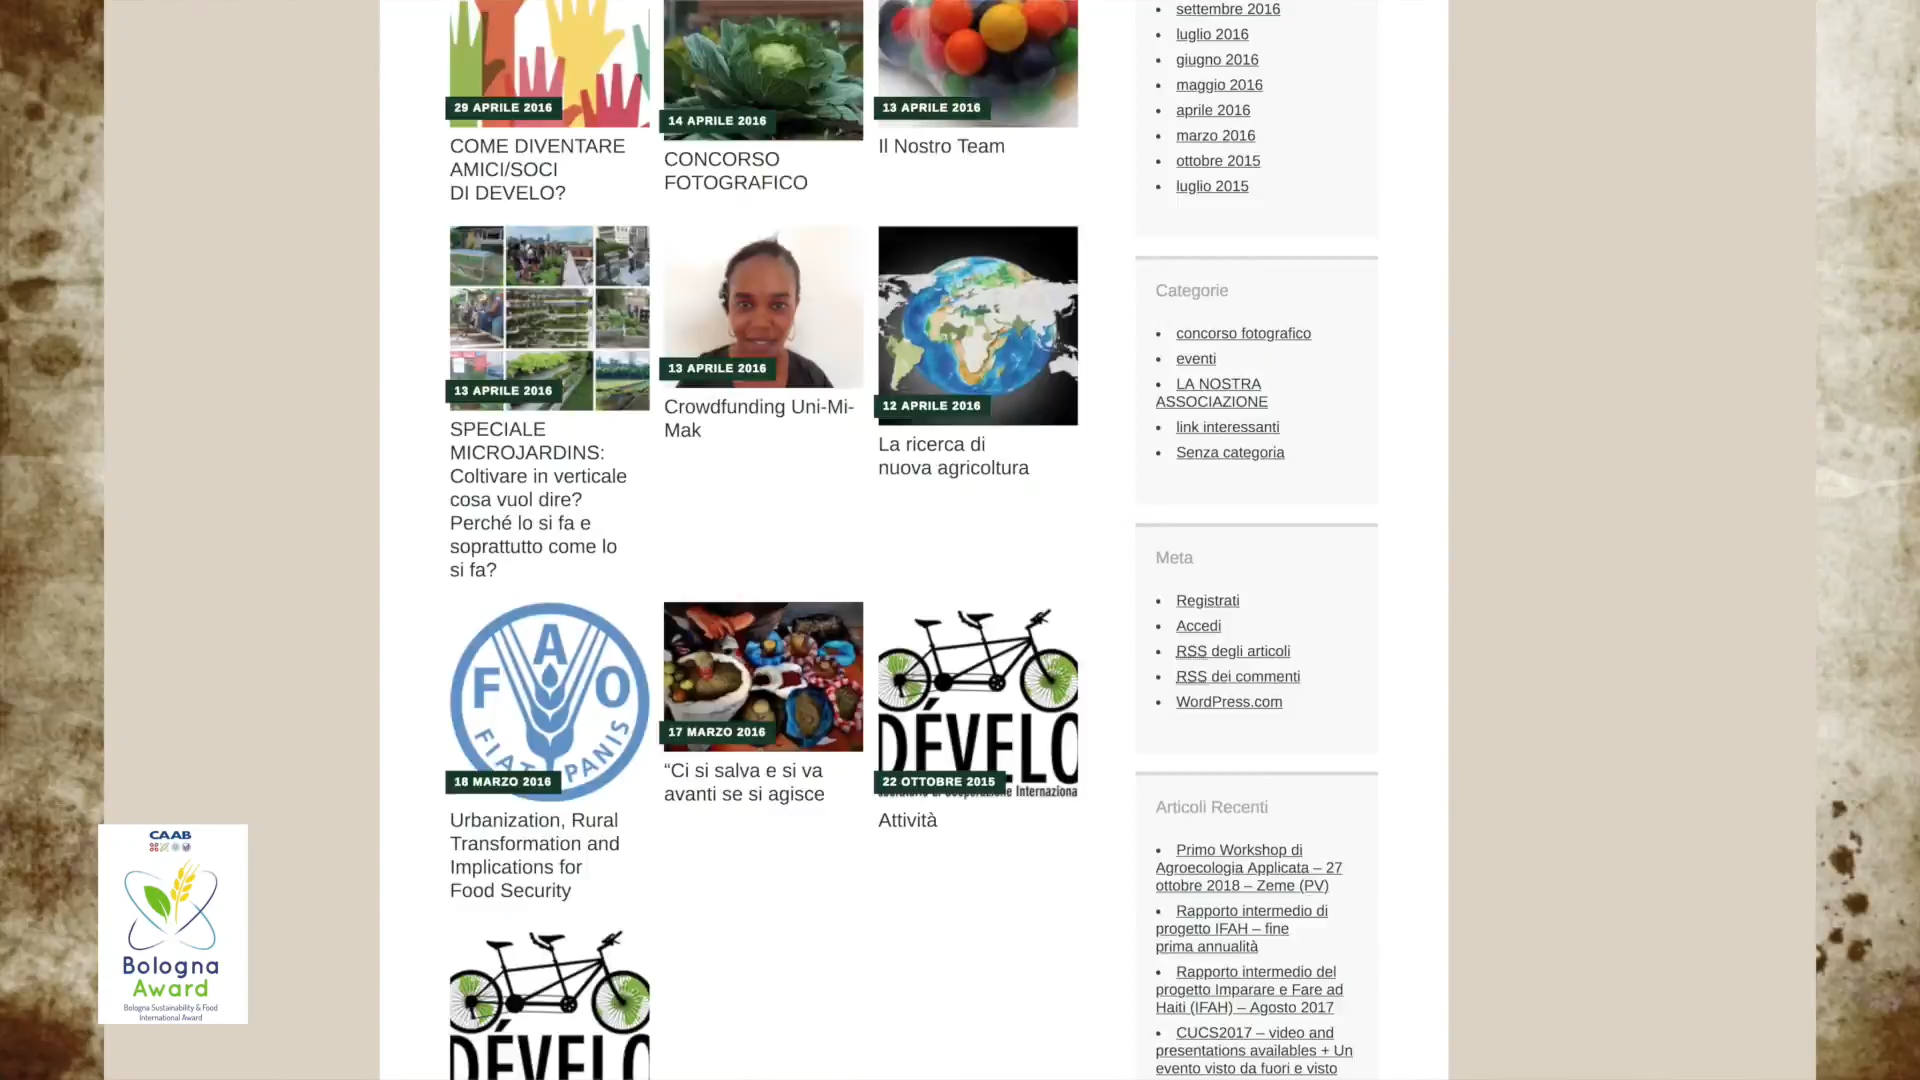 29 APRILE 2016
COME DIVENTARE
AMICI/SOCI
DI DEVELO?
14 APRILE 2016
CONCORSO
FOTOGRAFICO
13 APRILE 2016
Il Nostro Team
13 APRILE 2016
SPECIALE
MICROJARDINS:
Coltivare in verticale
cosa vuol dire?
Perché lo si fa e
soprattutto come lo
si fa?
13 APRILE 2016
Crowdfunding Uni-Mi-
Mak
12 APRILE 2016
La ricerca di
nuova agricoltura
FAO
FIAT PANIS
18 MARZO 2016
Urbanization, Rural
Transformation and
Implications for
Food Security
17 MARZO 2016
“Ci si salva e si va
avanti se si agisce
DÉVELO
22 OTTOBRE 2015
Attività
DÉVELO
settembre 2016
luglio 2016
giugno 2016
maggio 2016
aprile 2016
marzo 2016
ottobre 2015
luglio 2015
Categorie
concorso fotografico
eventi
LA NOSTRA
ASSOCIAZIONE
link interessanti
Senza categoria
Meta
Registrati
Accedi
RSS degli articoli
RSS dei commenti
WordPress.com
Articoli Recenti
Primo Workshop di
Agroecologia Applicata – 27
ottobre 2018 – Zeme (PV)
Rapporto intermedio di
progetto IFAH – fine
prima annualità
Rapporto intermedio del
progetto Imparare e Fare ad
Haiti (IFAH) – Agosto 2017
CUCS2017 – video and
presentations availables + Un
evento visto da fuori e visto
CAAB
Bologna
Award
Bologna Sustainability & Food
International Award